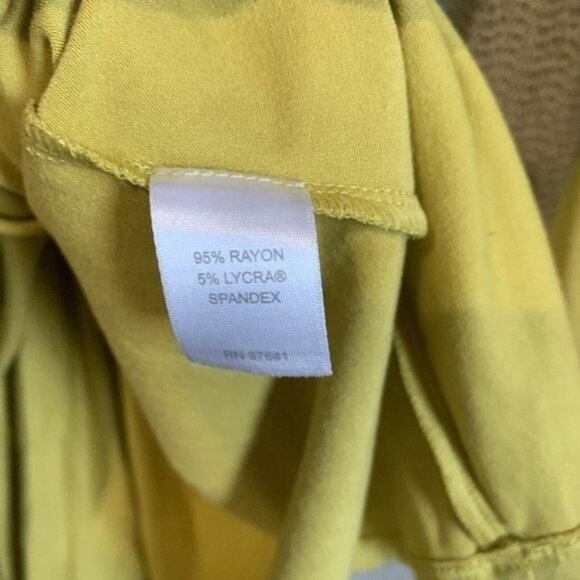 95% RAYON
5% LYCRA®
SPANDEX
RN 97641